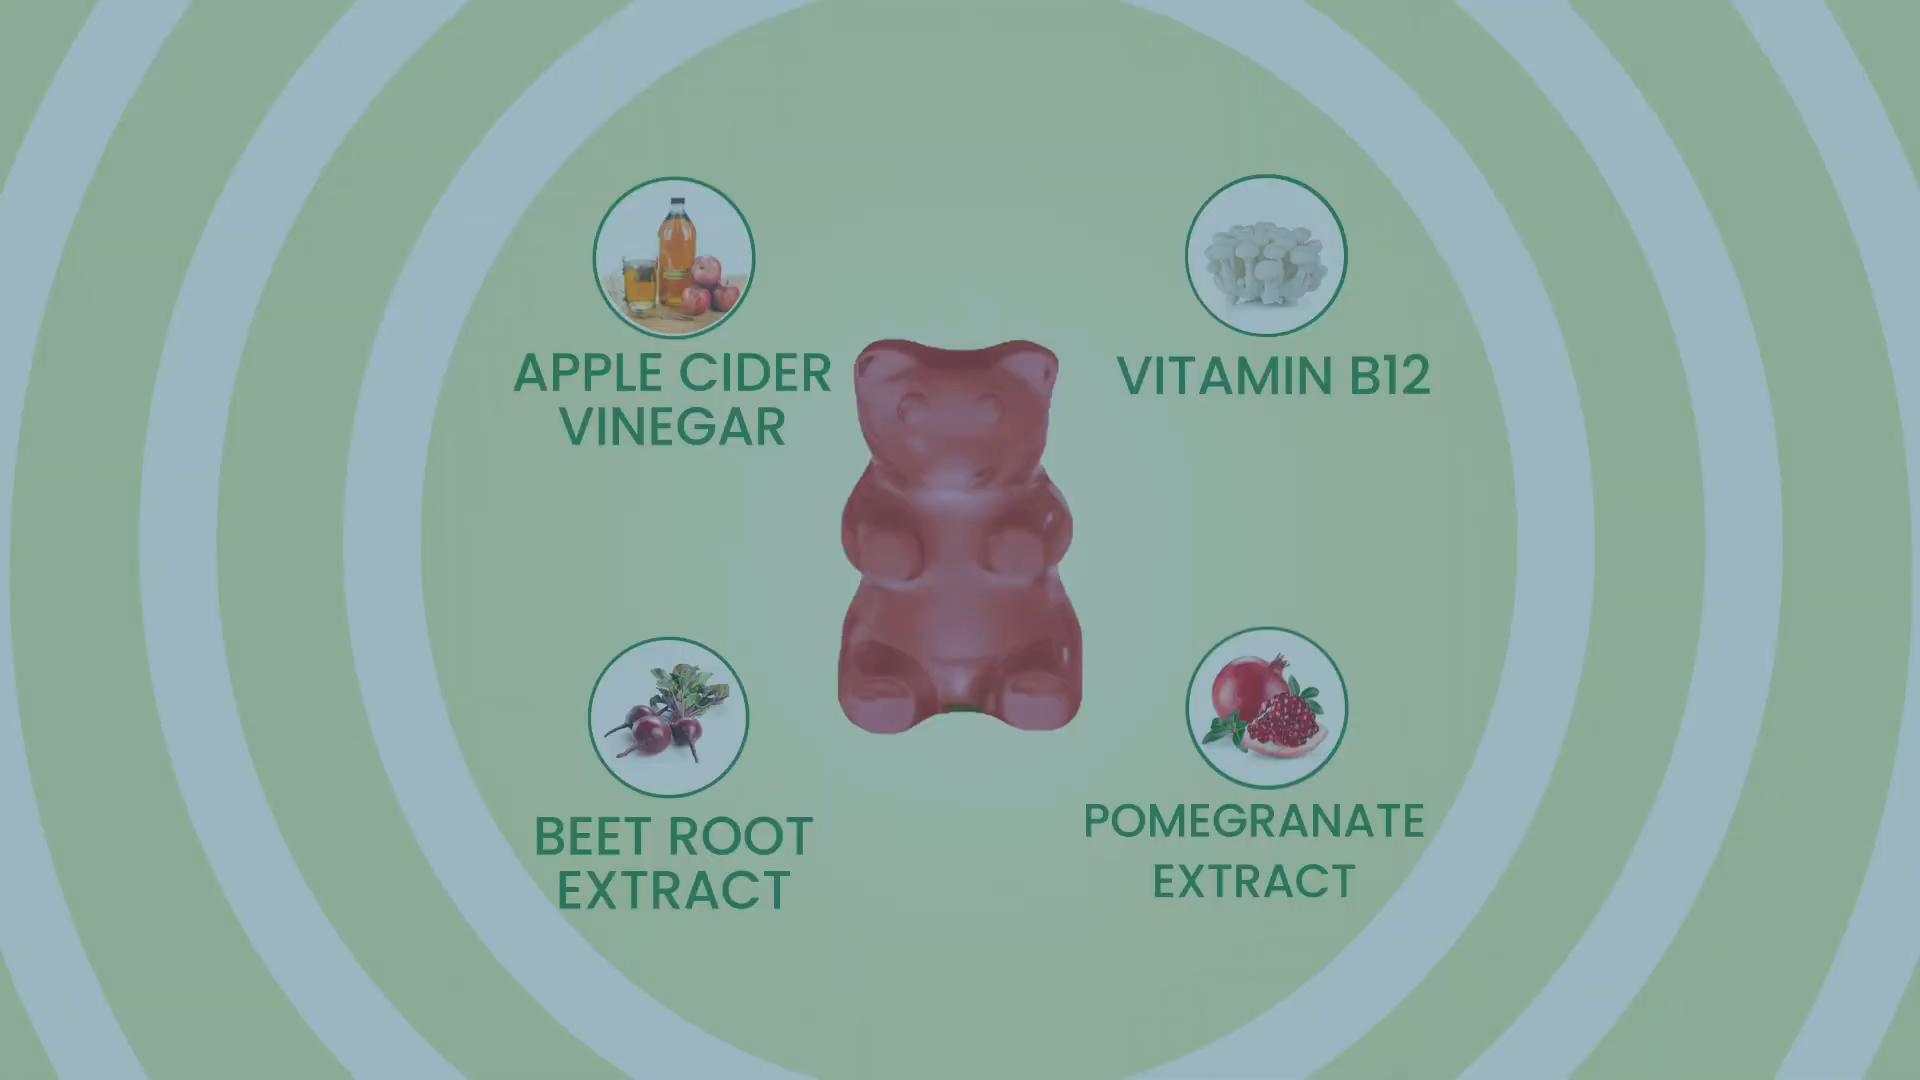 APPLE CIDER
VINEGAR
VITAMIN B12
BEET ROOT
EXTRACT
POMEGRANATE
EXTRACT